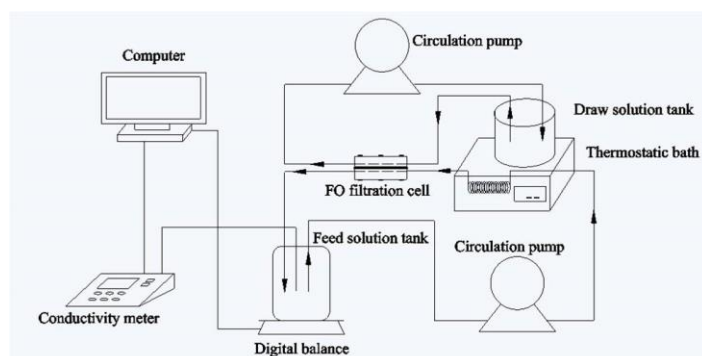 Circulation pump
Computer
Draw solution tank
Thermostatic bath
FO filtration cell
Feed solution tank
Circulation pump
Conductivity meter
Digital balance